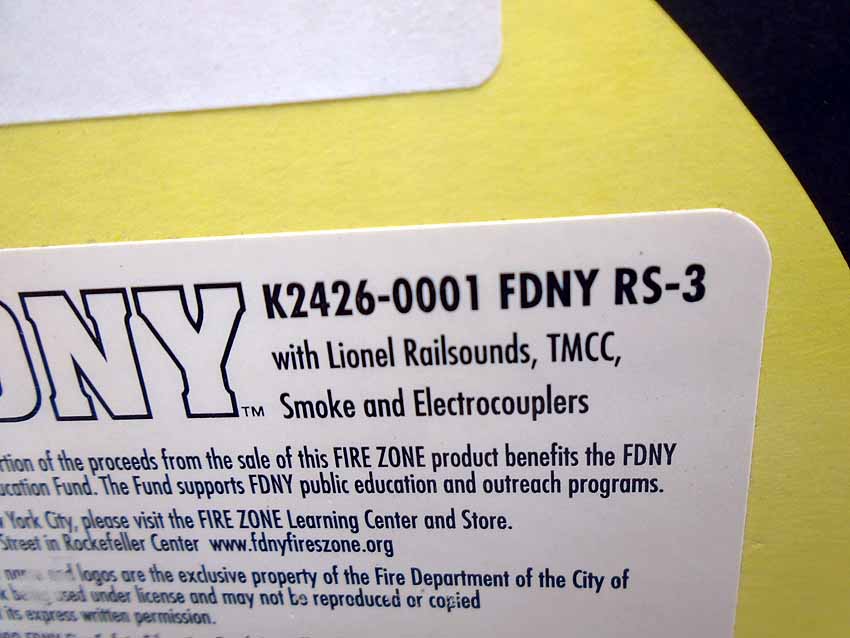 DNY™
K2426-0001 FDNY RS-3
with Lionel Railsounds, TMCC,
Smoke and Electrocouplers
rtion of the proceeds from the sale of this FIRE ZONE product benefits the FDNY
ucation Fund. The Fund supports FDNY public education and outreach programs.
York City, please visit the FIRE ZONE Learning Center and Store.
Street in Rockefeller Center www.fdnyfireszone.org
logos are the exclusive property of the Fire Department of the City of
used under license and may not be reproduced or copied
its express written permission.